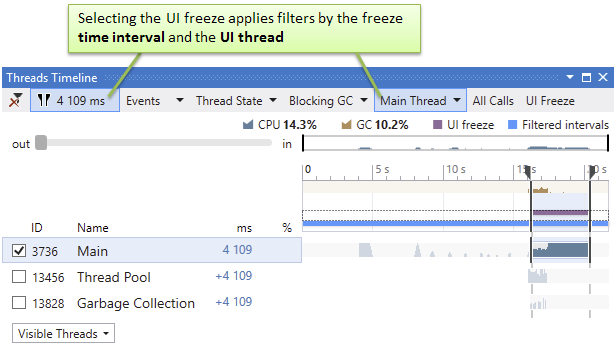 Selecting the UI freeze applies filters by the freeze
time interval and the UI thread
Threads Timeline
4 109 ms Events Thread State Blocking GC Main Thread All Calls UI Freeze
CPU 14.3% GC 10.2% UI freeze Filtered intervals
out in
0 5 s 10 s 15 s 20 s
ID Name ms %
3736 Main 4 109
13456 Thread Pool +4 109
13828 Garbage Collection +4 109
Visible Threads